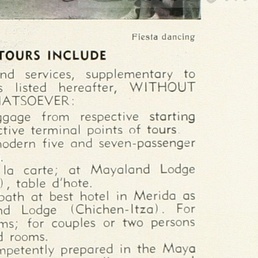 Fiesta dancing
TOURS INCLUDE
nd services, supplementary to
s listed hereafter, WITHOUT
HATSOEVER:
ggage from respective starting
ctive terminal points of tours.
modern five and seven-passenger
.
la carte; at Mayaland Lodge
), table d'hote.
bath at best hotel in Merida as
nd Lodge (Chichen-Itza). For
ms; for couples or two persons
d rooms.
mpetently prepared in the Maya